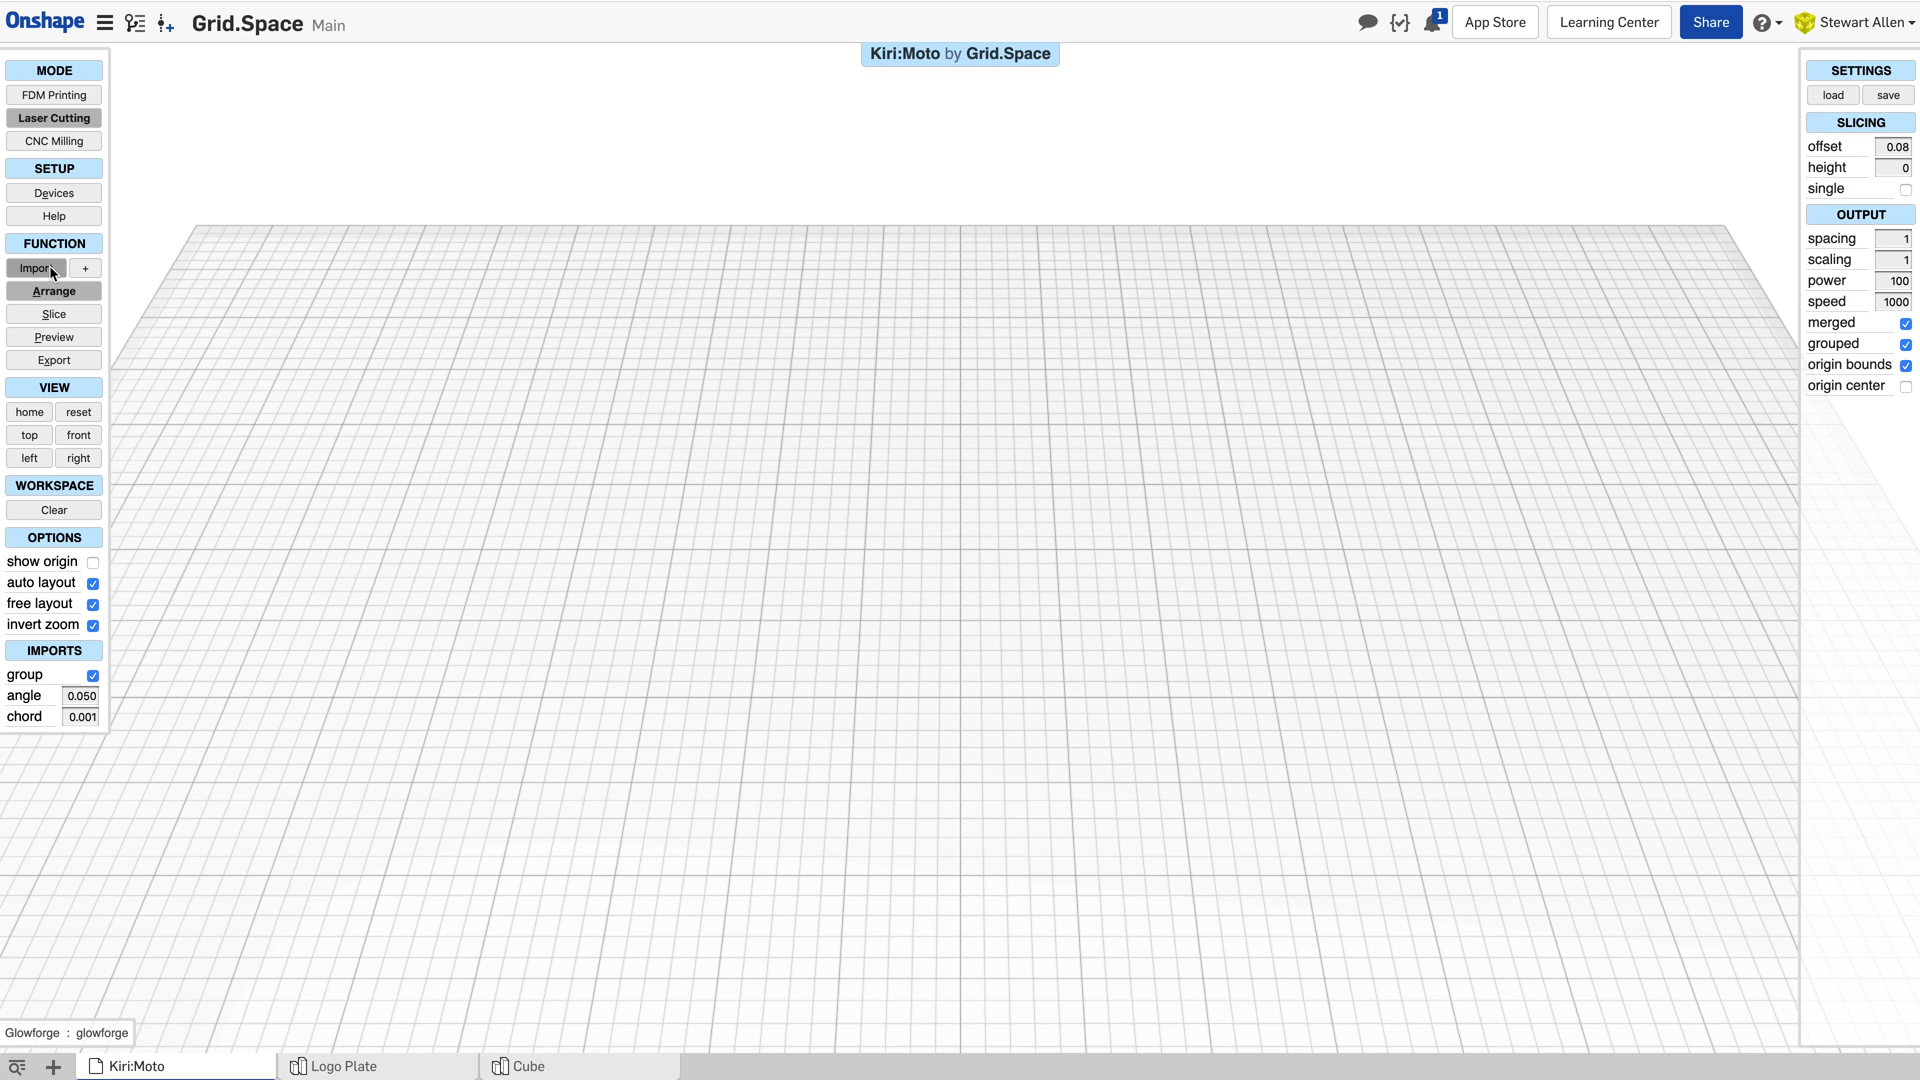 Onshape Grid.Space Main
1 App Store Learning Center Share Stewart Allen
Kiri:Moto by Grid.Space
MODE
FDM Printing
Laser Cutting
CNC Milling
SETUP
Devices
Help
FUNCTION
Import +
Arrange
Slice
Preview
Export
VIEW
home reset
top front
left right
WORKSPACE
Clear
OPTIONS
show origin
auto layout
free layout
invert zoom
IMPORTS
group
angle 0.050
chord 0.001
SETTINGS
load save
SLICING
offset 0.08
height 0
single
OUTPUT
spacing 1
scaling 1
power 100
speed 1000
merged
grouped
origin bounds
origin center
Glowforge : glowforge
Kiri:Moto Logo Plate Cube